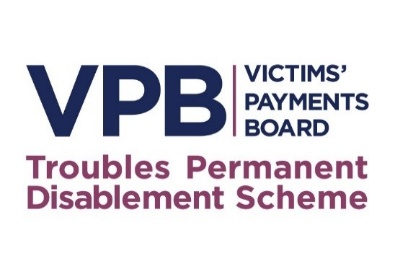 VPB
VICTIMS’
PAYMENTS
BOARD
Troubles Permanent
Disablement Scheme